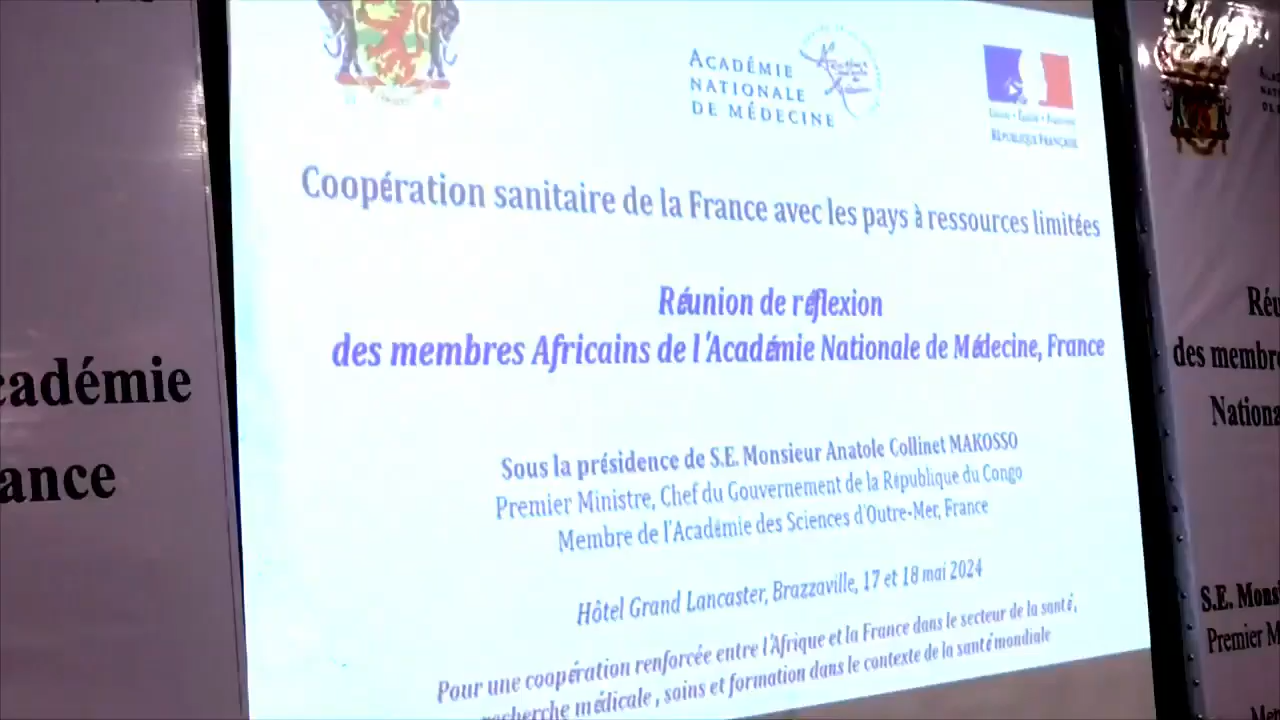 ACADÉMIE
NATIONALE
DE MÉDECINE
RÉPUBLIQUE FRANÇAISE
Coopération sanitaire de la France avec les pays à ressources limitées
Réunion de réflexion
des membres Africains de l'Académie Nationale de Médecine, France
Sous la présidence de S.E. Monsieur Anatole Collinet MAKOSSO
Premier Ministre, Chef du Gouvernement de la République du Congo
Membre de l'Académie des Sciences d'Outre-Mer, France
Hôtel Grand Lancaster, Brazzaville, 17 et 18 mai 2024
Pour une coopération renforcée entre l'Afrique et la France dans le secteur de la santé,
recherche médicale , soins et formation dans le contexte de la santé mondiale
cadémie
ance
Réu
des membr
Nationa
S.E. Mons
Premier M